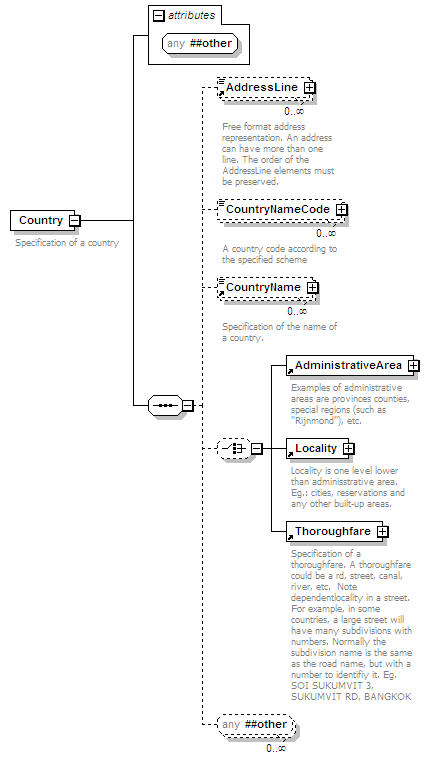 attributes
any ##other
AddressLine
0..∞
Free format address
representation. An address
can have more than one
line. The order of the
AddressLine elements must
be preserved.
Country
Specification of a country
CountryNameCode
0..∞
A country code according to
the specified scheme
CountryName
0..∞
Specification of the name of
a country.
AdministrativeArea
Examples of administrative
areas are provinces counties,
special regions (such as
"Rijnmond"), etc.
Locality
Locality is one level lower
than adminisstrative area.
Eg.: cities, reservations and
any other built-up areas.
Thoroughfare
Specification of a
thoroughfare. A thoroughfare
could be a rd, street, canal,
river, etc.  Note
dependentlocality in a street.
For example, in some
countries, a large street will
have many subdivisions with
numbers. Normally the
subdivision name is the same
as the road name, but with a
number to identifiy it. Eg.
SOI SUKUMVIT 3,
SUKUMVIT RD, BANGKOK
any ##other
0..∞